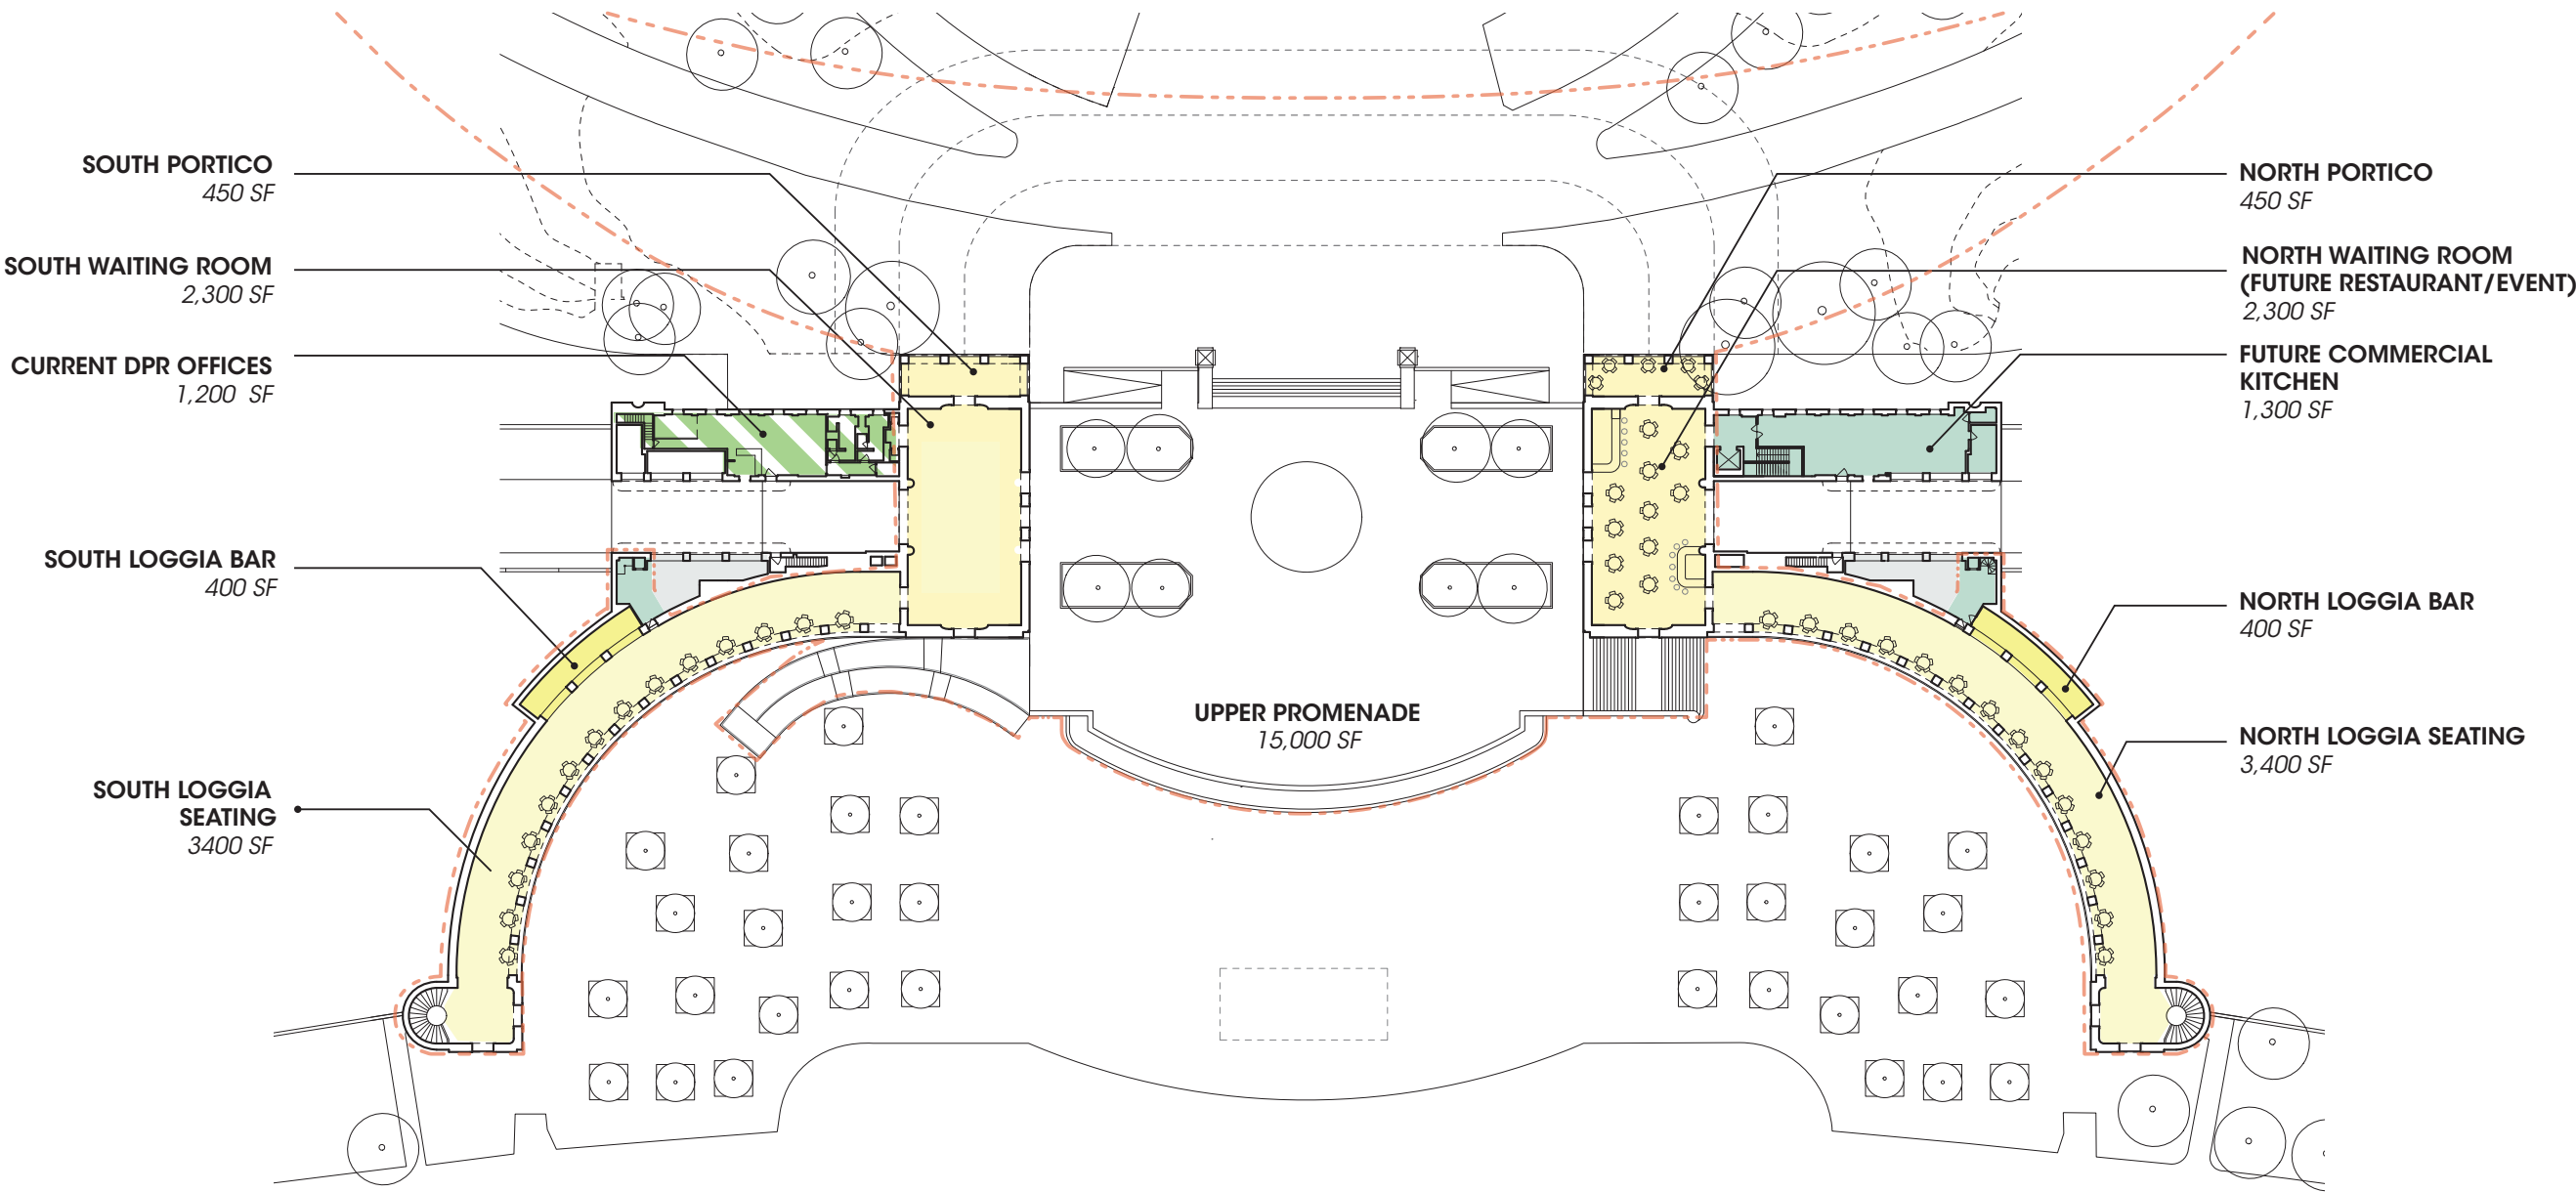 SOUTH PORTICO
450 SF
SOUTH WAITING ROOM
2,300 SF
CURRENT DPR OFFICES
1,200 SF
SOUTH LOGGIA BAR
400 SF
SOUTH LOGGIA
SEATING
3400 SF
UPPER PROMENADE
15,000 SF
NORTH PORTICO
450 SF
NORTH WAITING ROOM
(FUTURE RESTAURANT/EVENT)
2,300 SF
FUTURE COMMERCIAL
KITCHEN
1,300 SF
NORTH LOGGIA BAR
400 SF
NORTH LOGGIA SEATING
3,400 SF